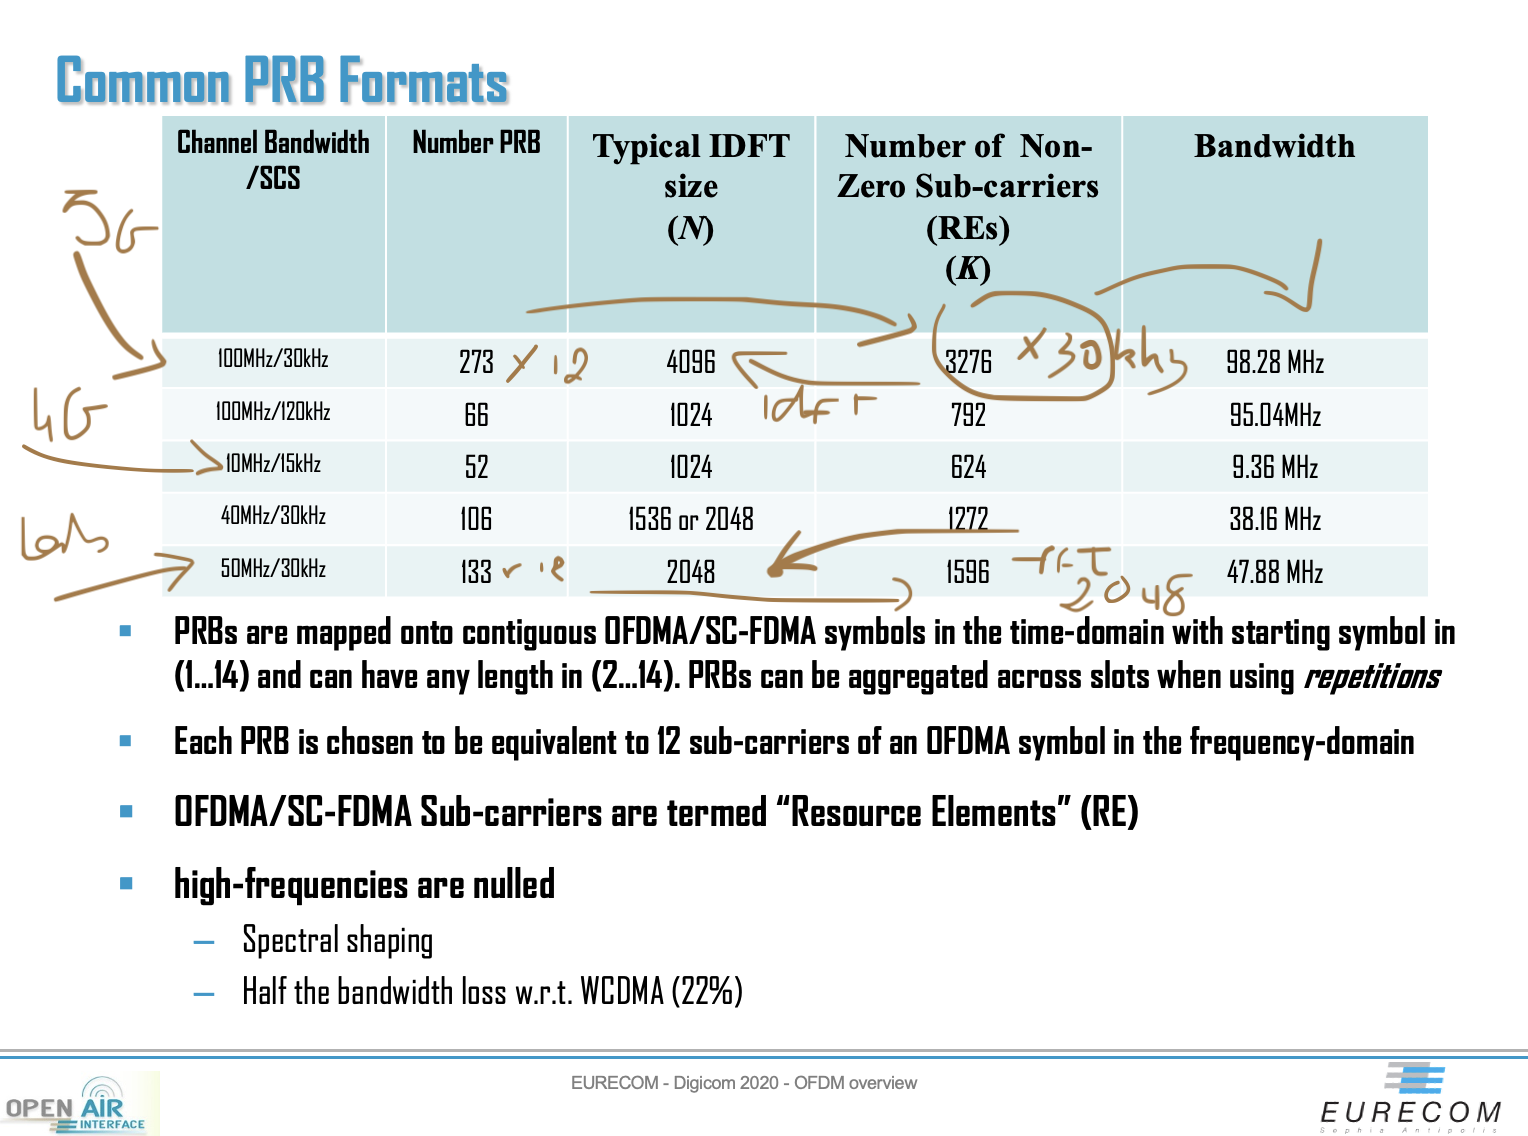 Common PRB Formats
Channel Bandwidth /SCS
Number PRB
Typical IDFT size (N)
Number of Non-Zero Sub-carriers (REs) (K)
Bandwidth
5G
100MHz/30kHz 273 x 12 4096 3276 x 30 khz 98.28 MHz
idFT
4G
100MHz/120kHz 66 1024 792 95.04MHz
10MHz/15kHz 52 1024 624 9.36 MHz
40MHz/30kHz 106 1536 or 2048 1272 38.16 MHz
50MHz/30kHz 133 2048 1596 47.88 MHz
2048
▪ PRBs are mapped onto contiguous OFDMA/SC-FDMA symbols in the time-domain with starting symbol in
(1…14) and can have any length in (2…14). PRBs can be aggregated across slots when using repetitions
▪ Each PRB is chosen to be equivalent to 12 sub-carriers of an OFDMA symbol in the frequency-domain
▪ OFDMA/SC-FDMA Sub-carriers are termed “Resource Elements” (RE)
▪ high-frequencies are nulled
– Spectral shaping
– Half the bandwidth loss w.r.t. WCDMA (22%)
EURECOM - Digicom 2020 - OFDM overview
OPEN AIR
INTERFACE
EURECOM
Sophia Antipolis